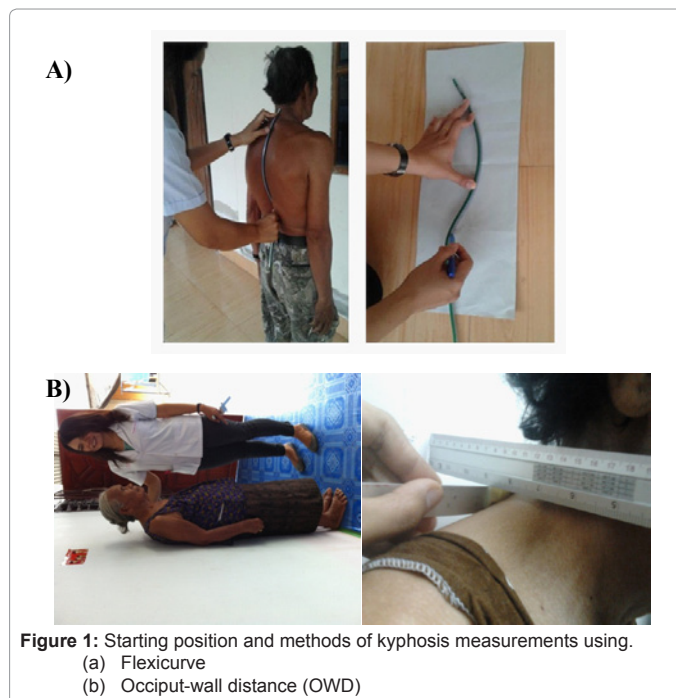 A)
B)
Figure 1: Starting position and methods of kyphosis measurements using.
(a) Flexicurve
(b) Occiput-wall distance (OWD)